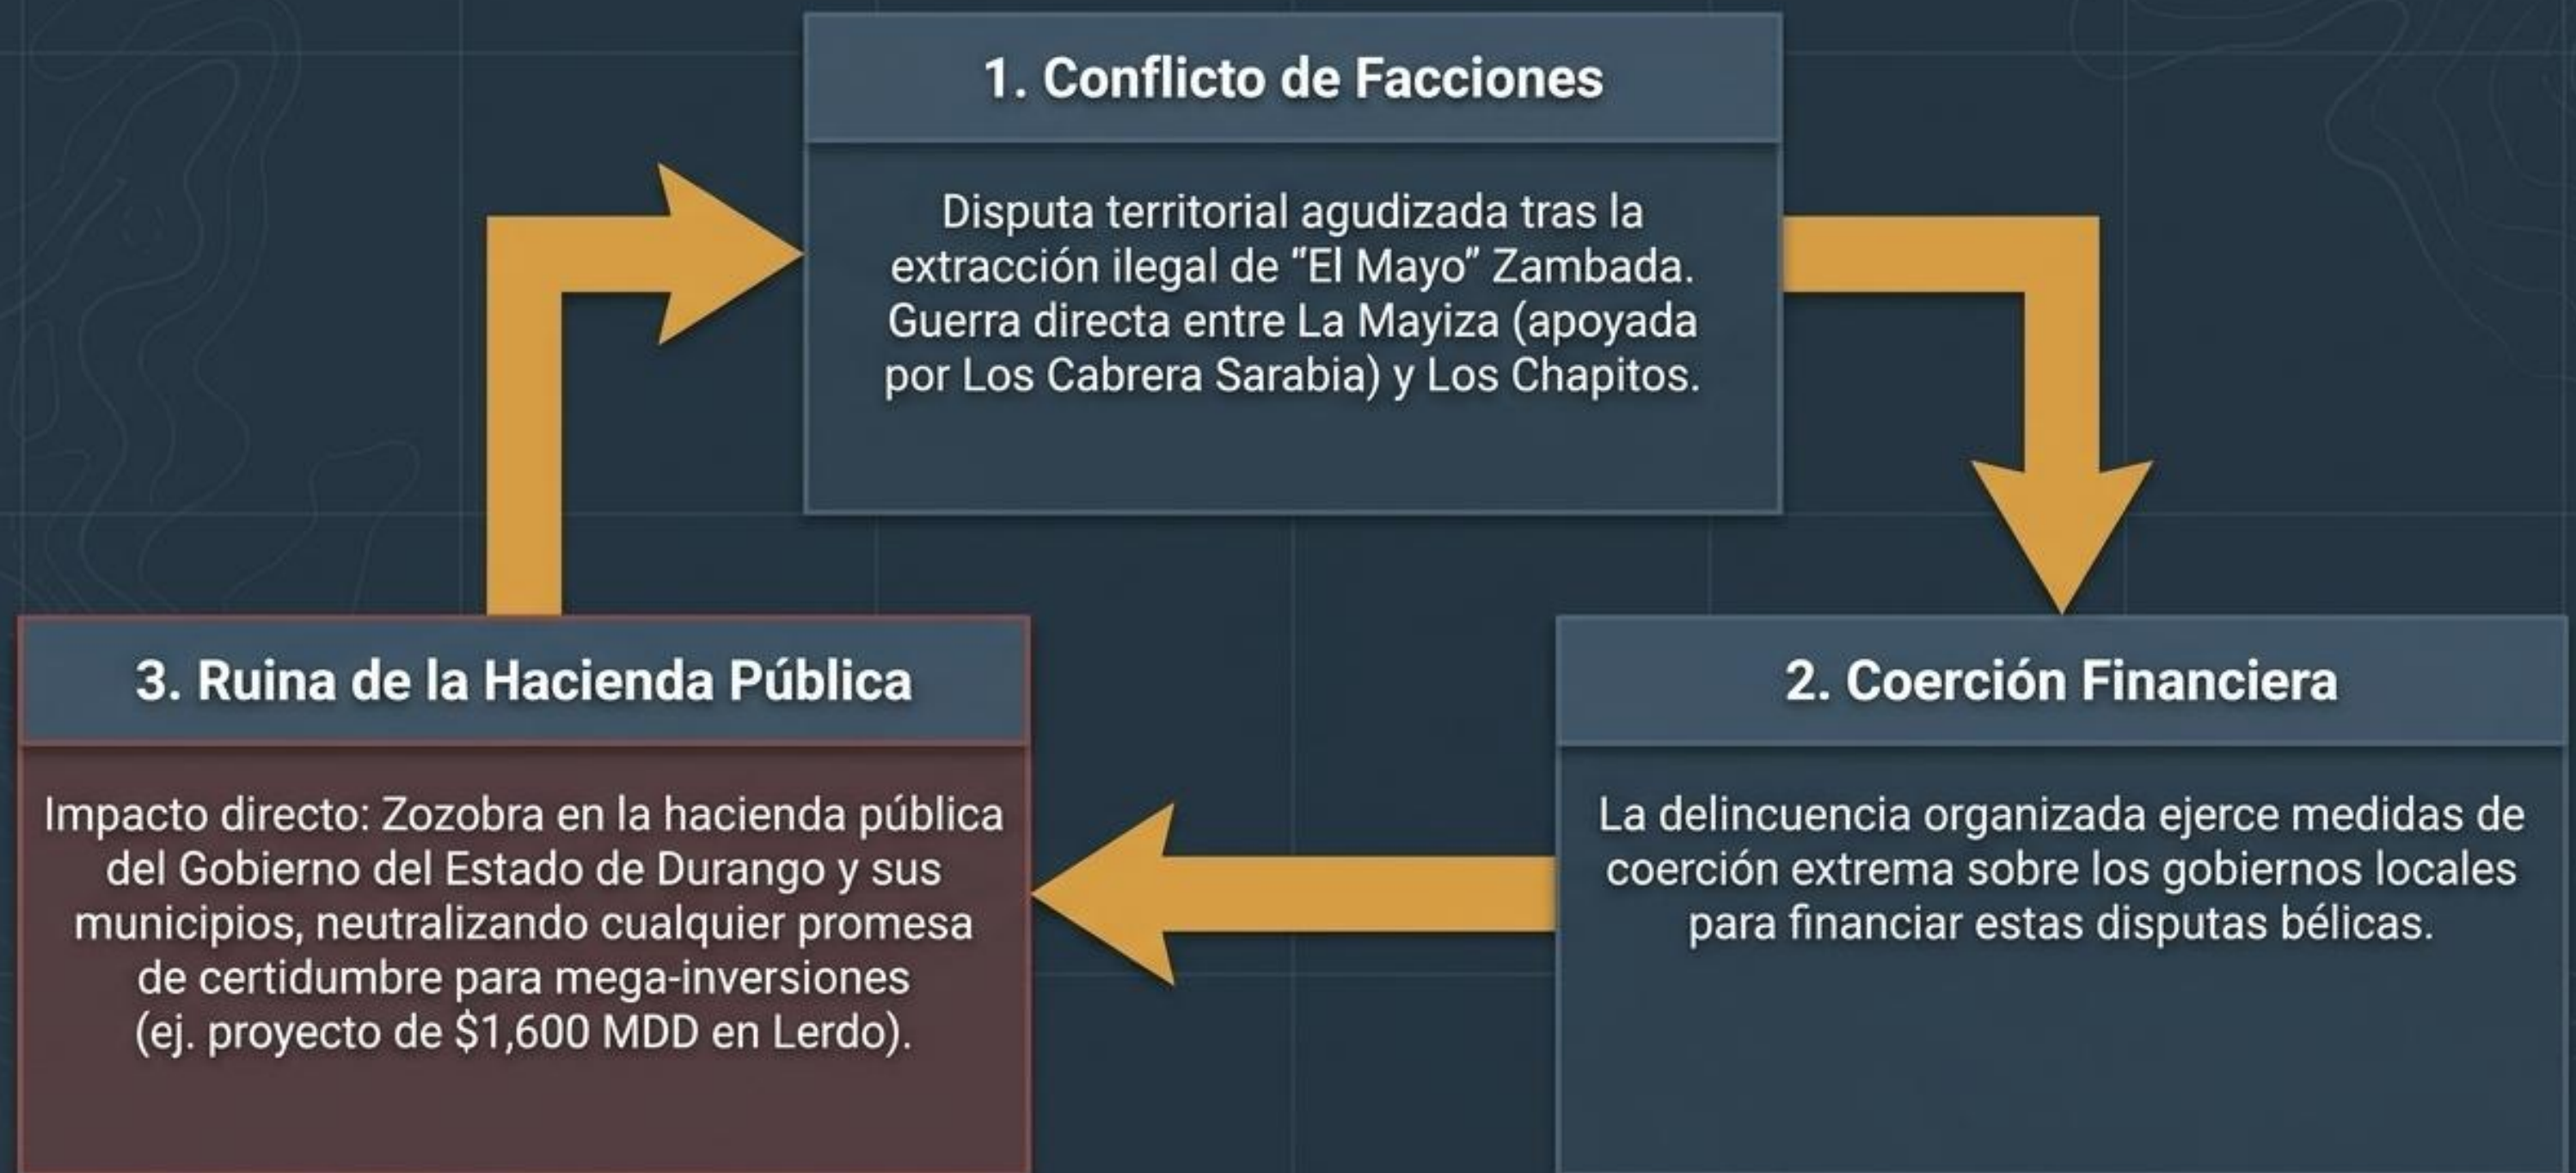 1. Conflicto de Facciones
Disputa territorial agudizada tras la
extracción ilegal de "El Mayo" Zambada.
Guerra directa entre La Mayiza (apoyada
por Los Cabrera Sarabia) y Los Chapitos.
2. Coerción Financiera
La delincuencia organizada ejerce medidas de
coerción extrema sobre los gobiernos locales
para financiar estas disputas bélicas.
3. Ruina de la Hacienda Pública
Impacto directo: Zozobra en la hacienda pública
del Gobierno del Estado de Durango y sus
municipios, neutralizando cualquier promesa
de certidumbre para mega-inversiones
(ej. proyecto de $1,600 MDD en Lerdo).